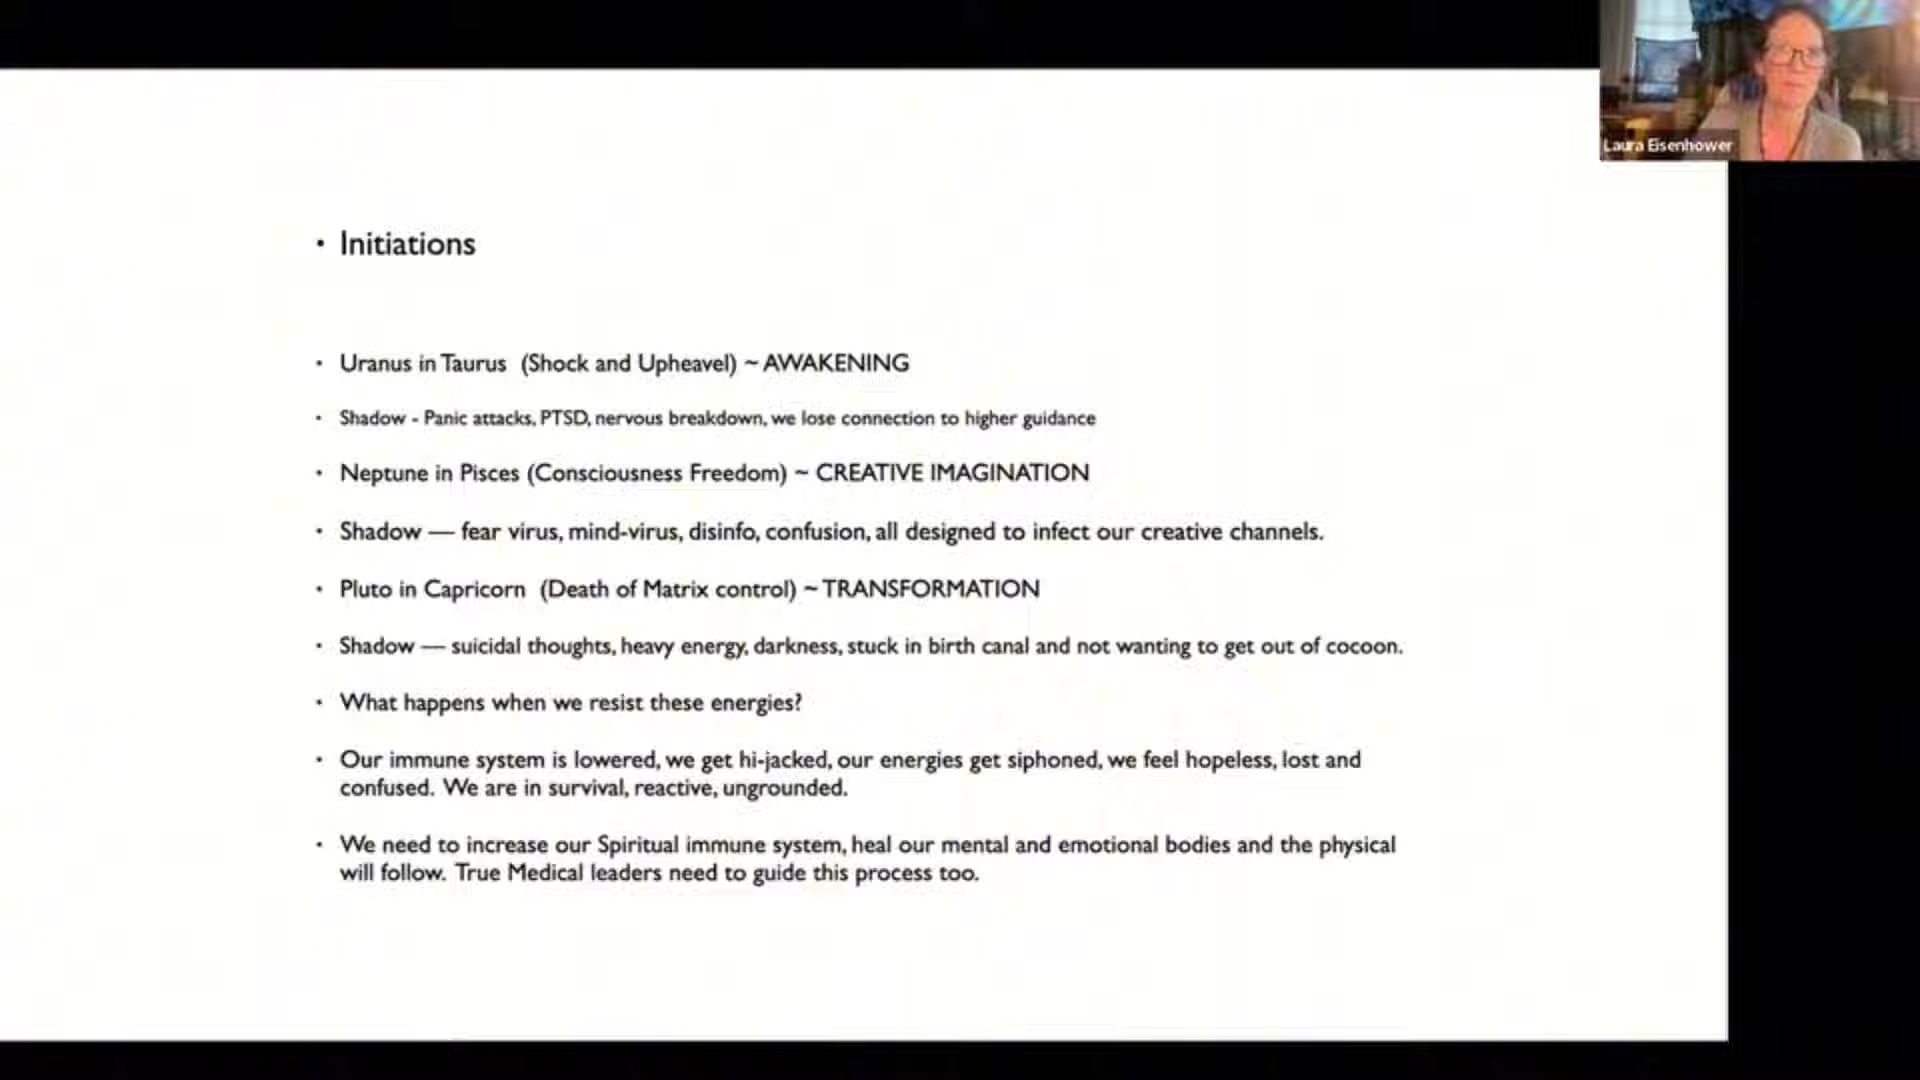 Laura Eisenhower
• Initiations
• Uranus in Taurus (Shock and Upheavel) ~ AWAKENING
• Shadow - Panic attacks, PTSD, nervous breakdown, we lose connection to higher guidance
• Neptune in Pisces (Consciousness Freedom) ~ CREATIVE IMAGINATION
• Shadow — fear virus, mind-virus, disinfo, confusion, all designed to infect our creative channels.
• Pluto in Capricorn (Death of Matrix control) ~ TRANSFORMATION
• Shadow — suicidal thoughts, heavy energy, darkness, stuck in birth canal and not wanting to get out of cocoon.
• What happens when we resist these energies?
• Our immune system is lowered, we get hi-jacked, our energies get siphoned, we feel hopeless, lost and
confused. We are in survival, reactive, ungrounded.
• We need to increase our Spiritual immune system, heal our mental and emotional bodies and the physical
will follow. True Medical leaders need to guide this process too.